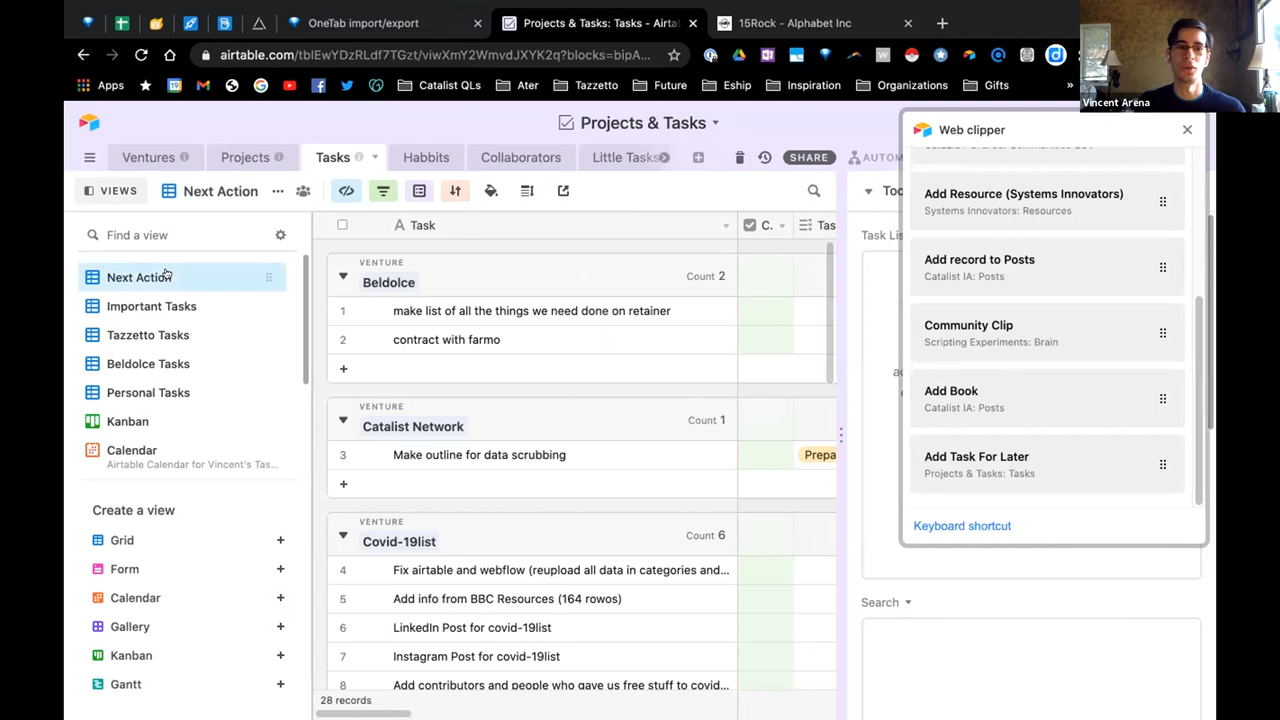 OneTab import/export
Projects & Tasks: Tasks - Airta
15Rock - Alphabet Inc
airtable.com/tblEwYDzRLdf7TGzt/viwXmY2WmvdJXYK2q?blocks=bipA...
Apps
Catalist QLs
Ater
Tazzetto
Future
Eship
Inspiration
Organizations
Gifts
»
Vincent Arena
Projects & Tasks
Ventures
Projects
Tasks
Habbits
Collaborators
Little Tasks
SHARE
AUTOM
VIEWS
Next Action
Find a view
Next Action
Important Tasks
Tazzetto Tasks
Beldolce Tasks
Personal Tasks
Kanban
Calendar
Airtable Calendar for Vincent's Tas...
Create a view
Grid
Form
Calendar
Gallery
Kanban
Gantt
Task
C.
Tas
VENTURE
Beldolce
Count 2
1 make list of all the things we need done on retainer
2 contract with farmo
+
VENTURE
Catalist Network
Count 1
3 Make outline for data scrubbing
Prepa
+
VENTURE
Covid-19list
Count 6
4 Fix airtable and webflow (reupload all data in categories and...
5 Add info from BBC Resources (164 rowos)
6 LinkedIn Post for covid-19list
7 Instagram Post for covid-19list
8 Add contributors and people who gave us free stuff to covid...
28 records
Too
Task List
Search
Web clipper
Add Resource (Systems Innovators)
Systems Innovators: Resources
Add record to Posts
Catalist IA: Posts
Community Clip
Scripting Experiments: Brain
Add Book
Catalist IA: Posts
Add Task For Later
Projects & Tasks: Tasks
Keyboard shortcut